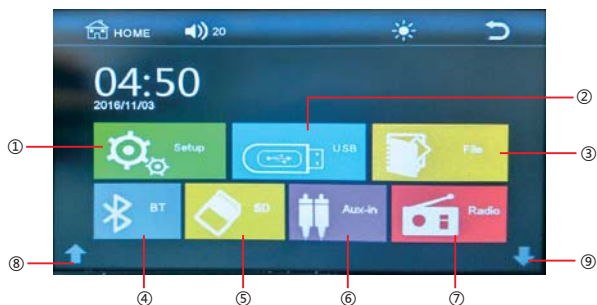 HOME 20
04:50
2016/11/03
①
Setup
②
USB
③
File
④
BT
⑤
SD
⑥
Aux-in
⑦
Radio
⑧
⑨